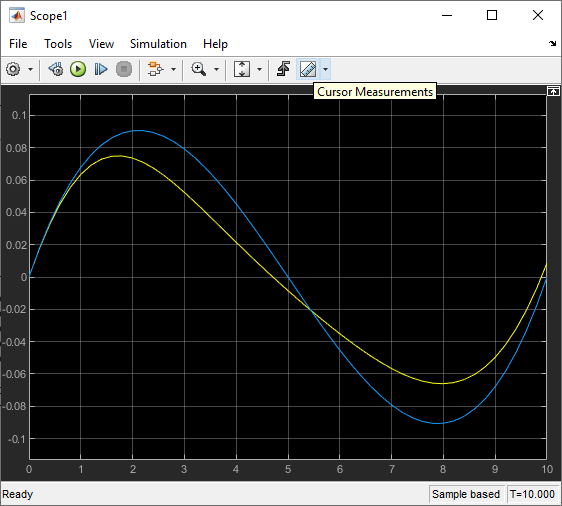 Scope1
File Tools View Simulation Help
Cursor Measurements
0.1
0.08
0.06
0.04
0.02
0
-0.02
-0.04
-0.06
-0.08
-0.1
0 1 2 3 4 5 6 7 8 9 10
Ready Sample based T=10.000